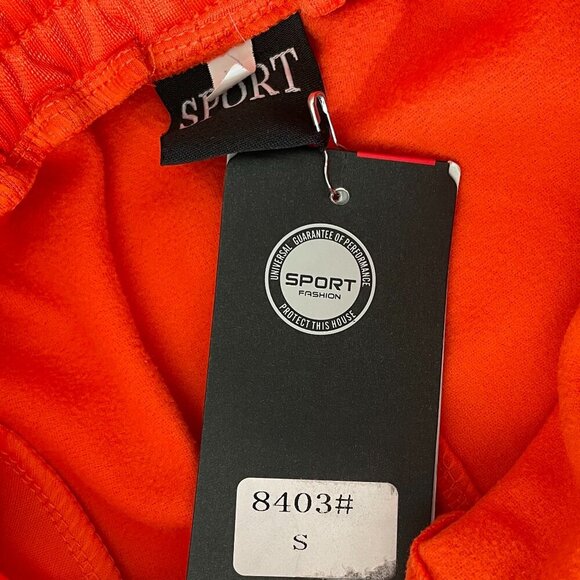 SPORT
UNIVERSAL GUARANTEE OF PERFORMANCE
SPORT
FASHION
PROTECT THIS HOUSE
8403#
S